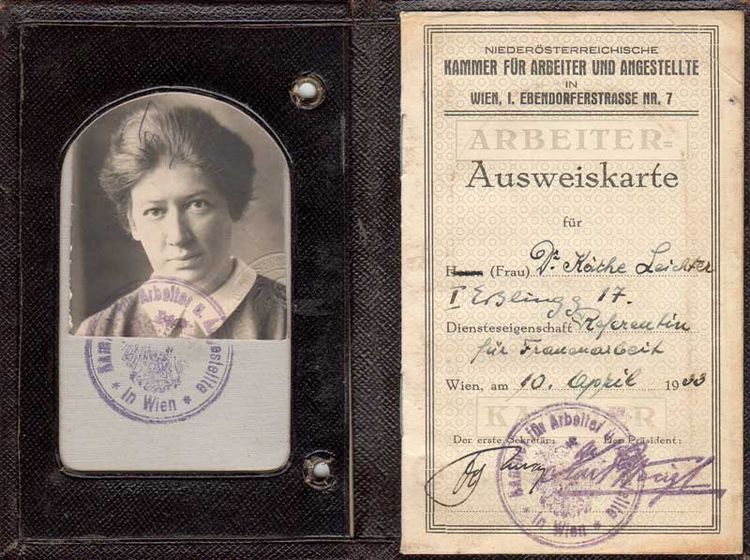 Kammer
Arbeiter u. Angestellte
* in Wien *
NIEDERÖSTERREICHISCHE
KAMMER FÜR ARBEITER UND ANGESTELLTE
IN
WIEN, I. EBENDORFERSTRASSE NR. 7
ARBEITER=
Ausweiskarte
für
Herrn (Frau) Dr. Käthe Leichter
I Eßlingg 17.
Diensteseigenschaft Referentin
für Frauenarbeit
Wien, am 10. April 1933
KAMMER
Der erste Sekretär: Der Präsident:
für Arbeiter u.
* in Wien *